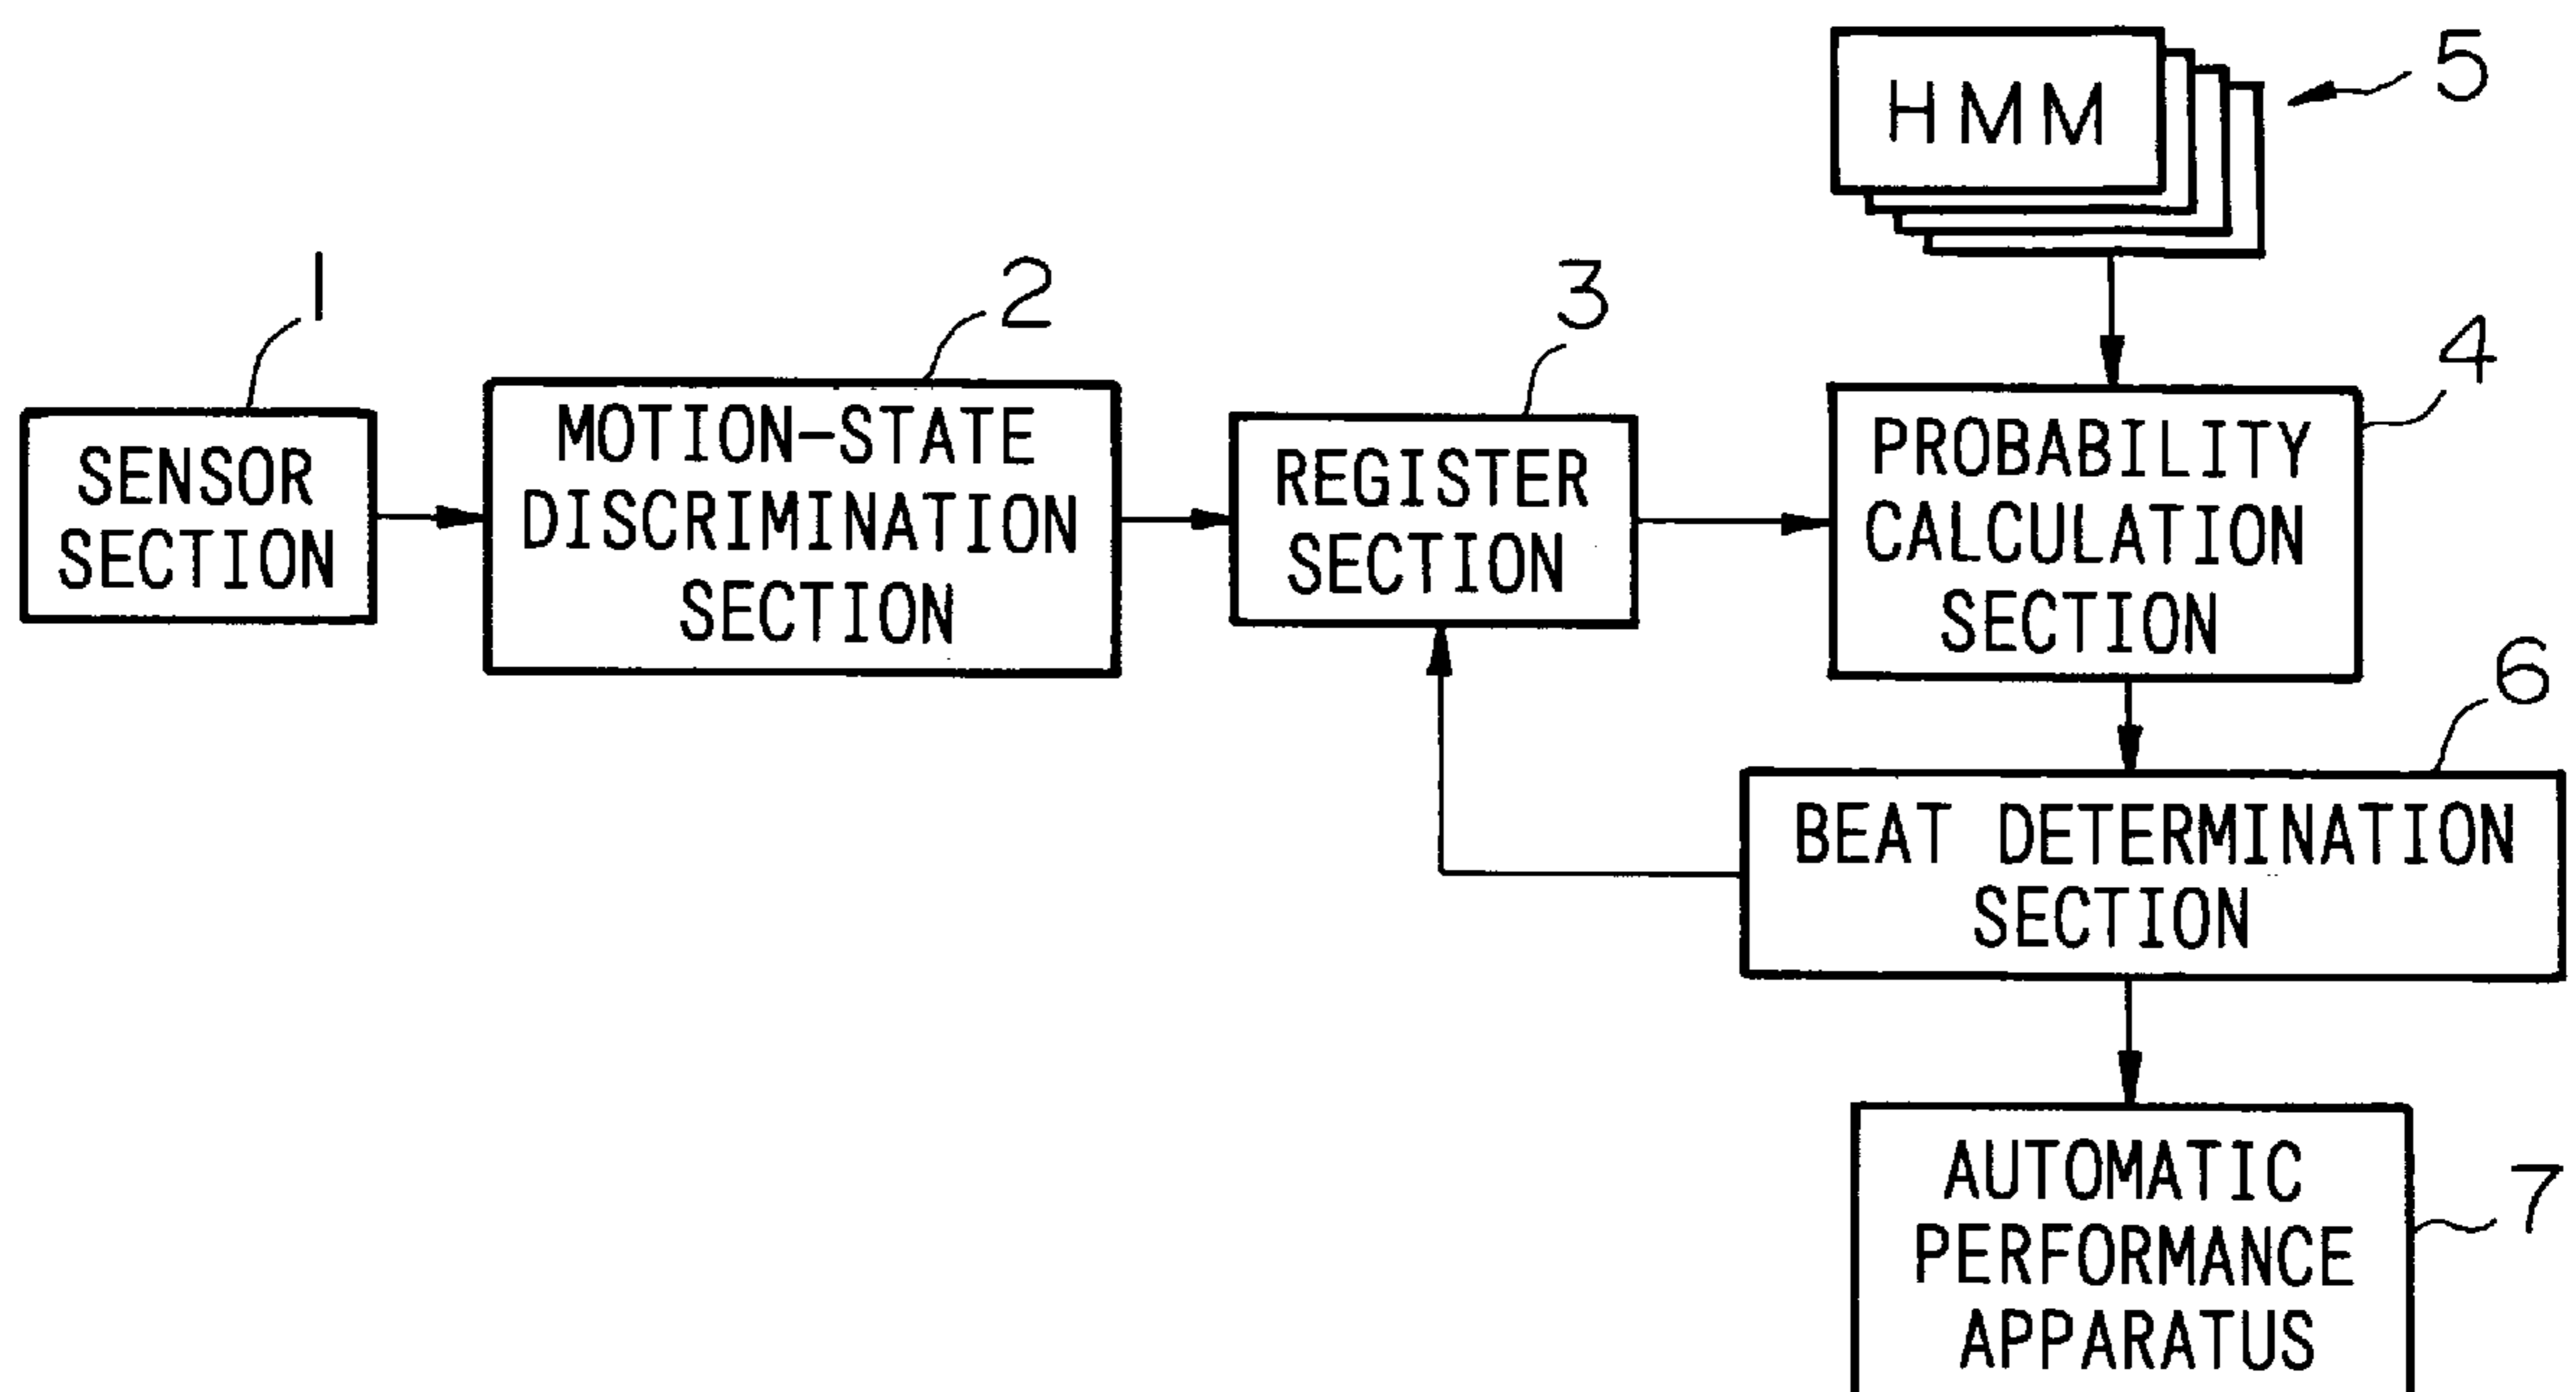 HMM
5
1
SENSOR
SECTION
2
MOTION-STATE
DISCRIMINATION
SECTION
3
REGISTER
SECTION
4
PROBABILITY
CALCULATION
SECTION
6
BEAT DETERMINATION
SECTION
7
AUTOMATIC
PERFORMANCE
APPARATUS